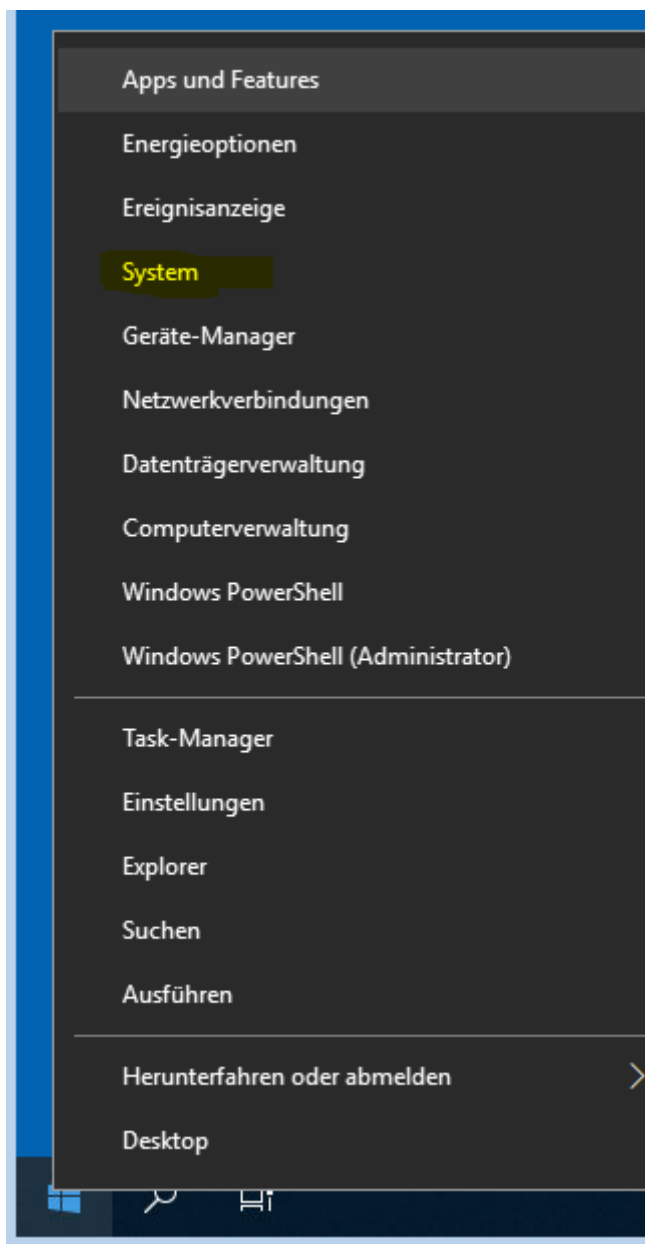 Apps und Features
Energieoptionen
Ereignisanzeige
System
Geräte-Manager
Netzwerkverbindungen
Datenträgerverwaltung
Computerverwaltung
Windows PowerShell
Windows PowerShell (Administrator)
Task-Manager
Einstellungen
Explorer
Suchen
Ausführen
Herunterfahren oder abmelden
Desktop